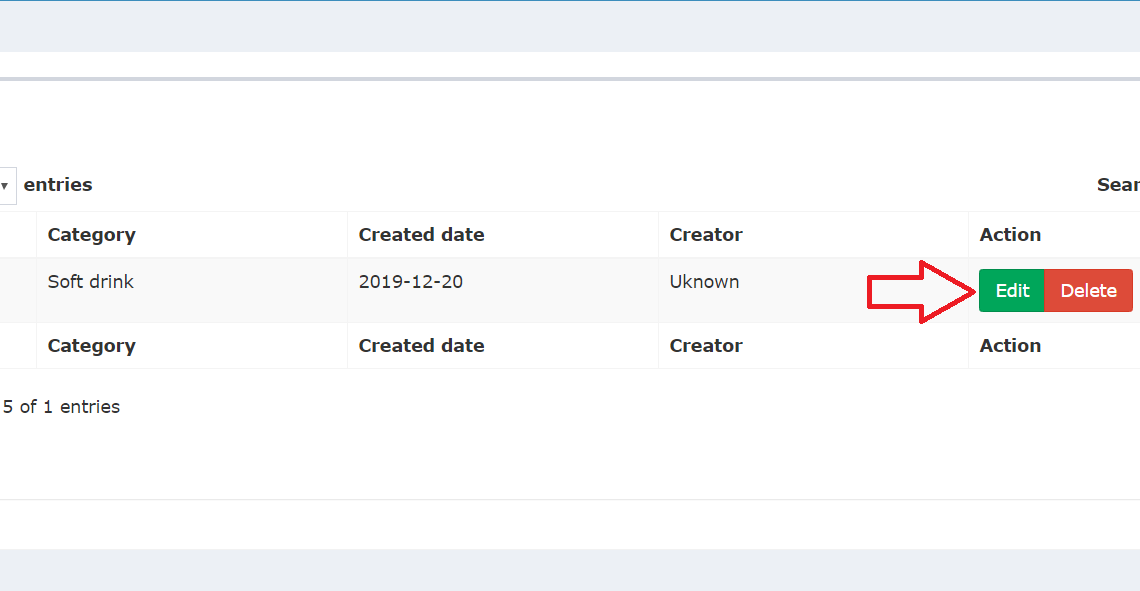 entries Sear
Category Created date Creator Action
Soft drink 2019-12-20 Uknown Edit Delete
Category Created date Creator Action
5 of 1 entries